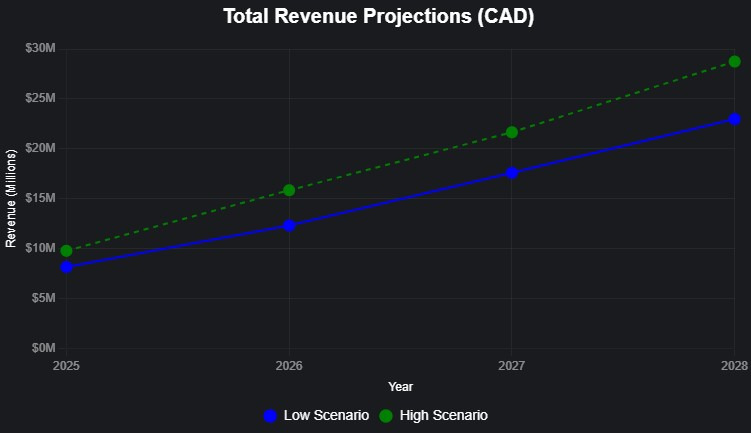 Total Revenue Projections (CAD)
$30M
$25M
$20M
$15M
$10M
$5M
$0M
Revenue (Millions)
2025 2026 2027 2028
Year
Low Scenario High Scenario